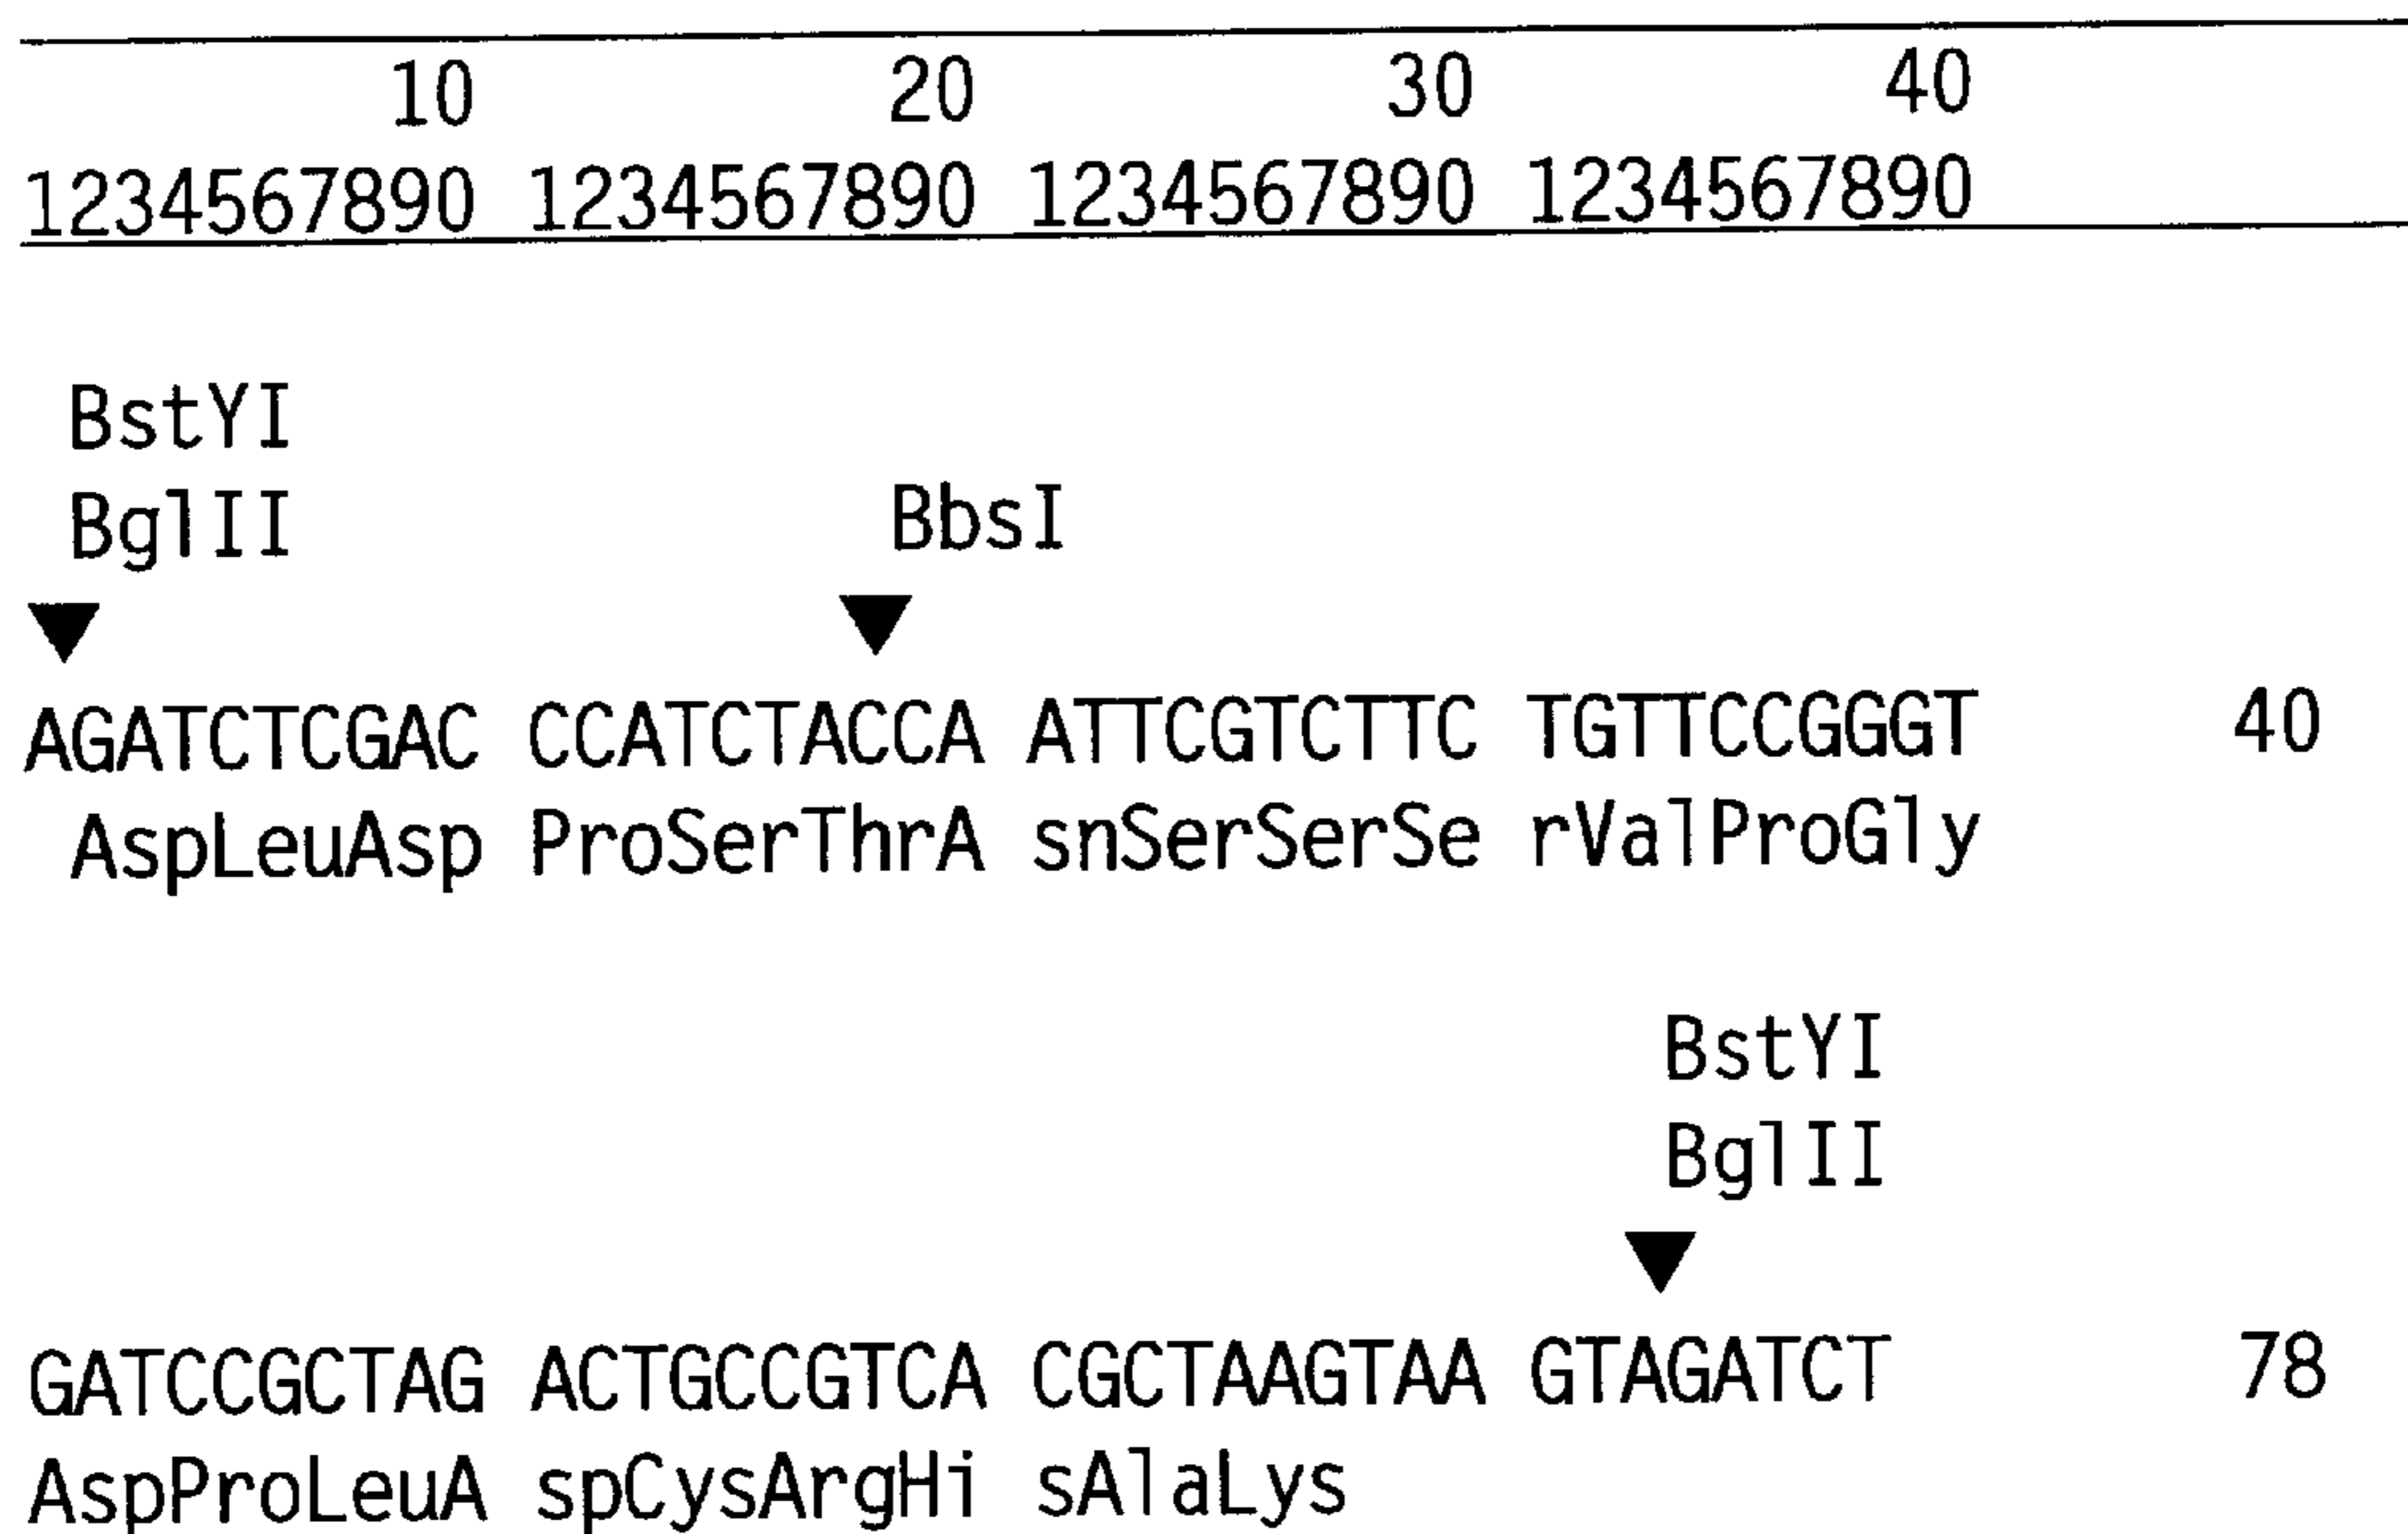 10 20 30 40
1234567890 1234567890 1234567890 1234567890
BstYI
BglII BbsI
AGATCTCGAC CCATCTACCA ATTCGTCTTC TGTTCCGGGT 40
AspLeuAsp ProSerThrA snSerSerSe rValProGly
BstYI
BglII
GATCCGCTAG ACTGCCGTCA CGCTAAGTAA GTAGATCT 78
AspProLeuA spCysArgHi sAlaLys